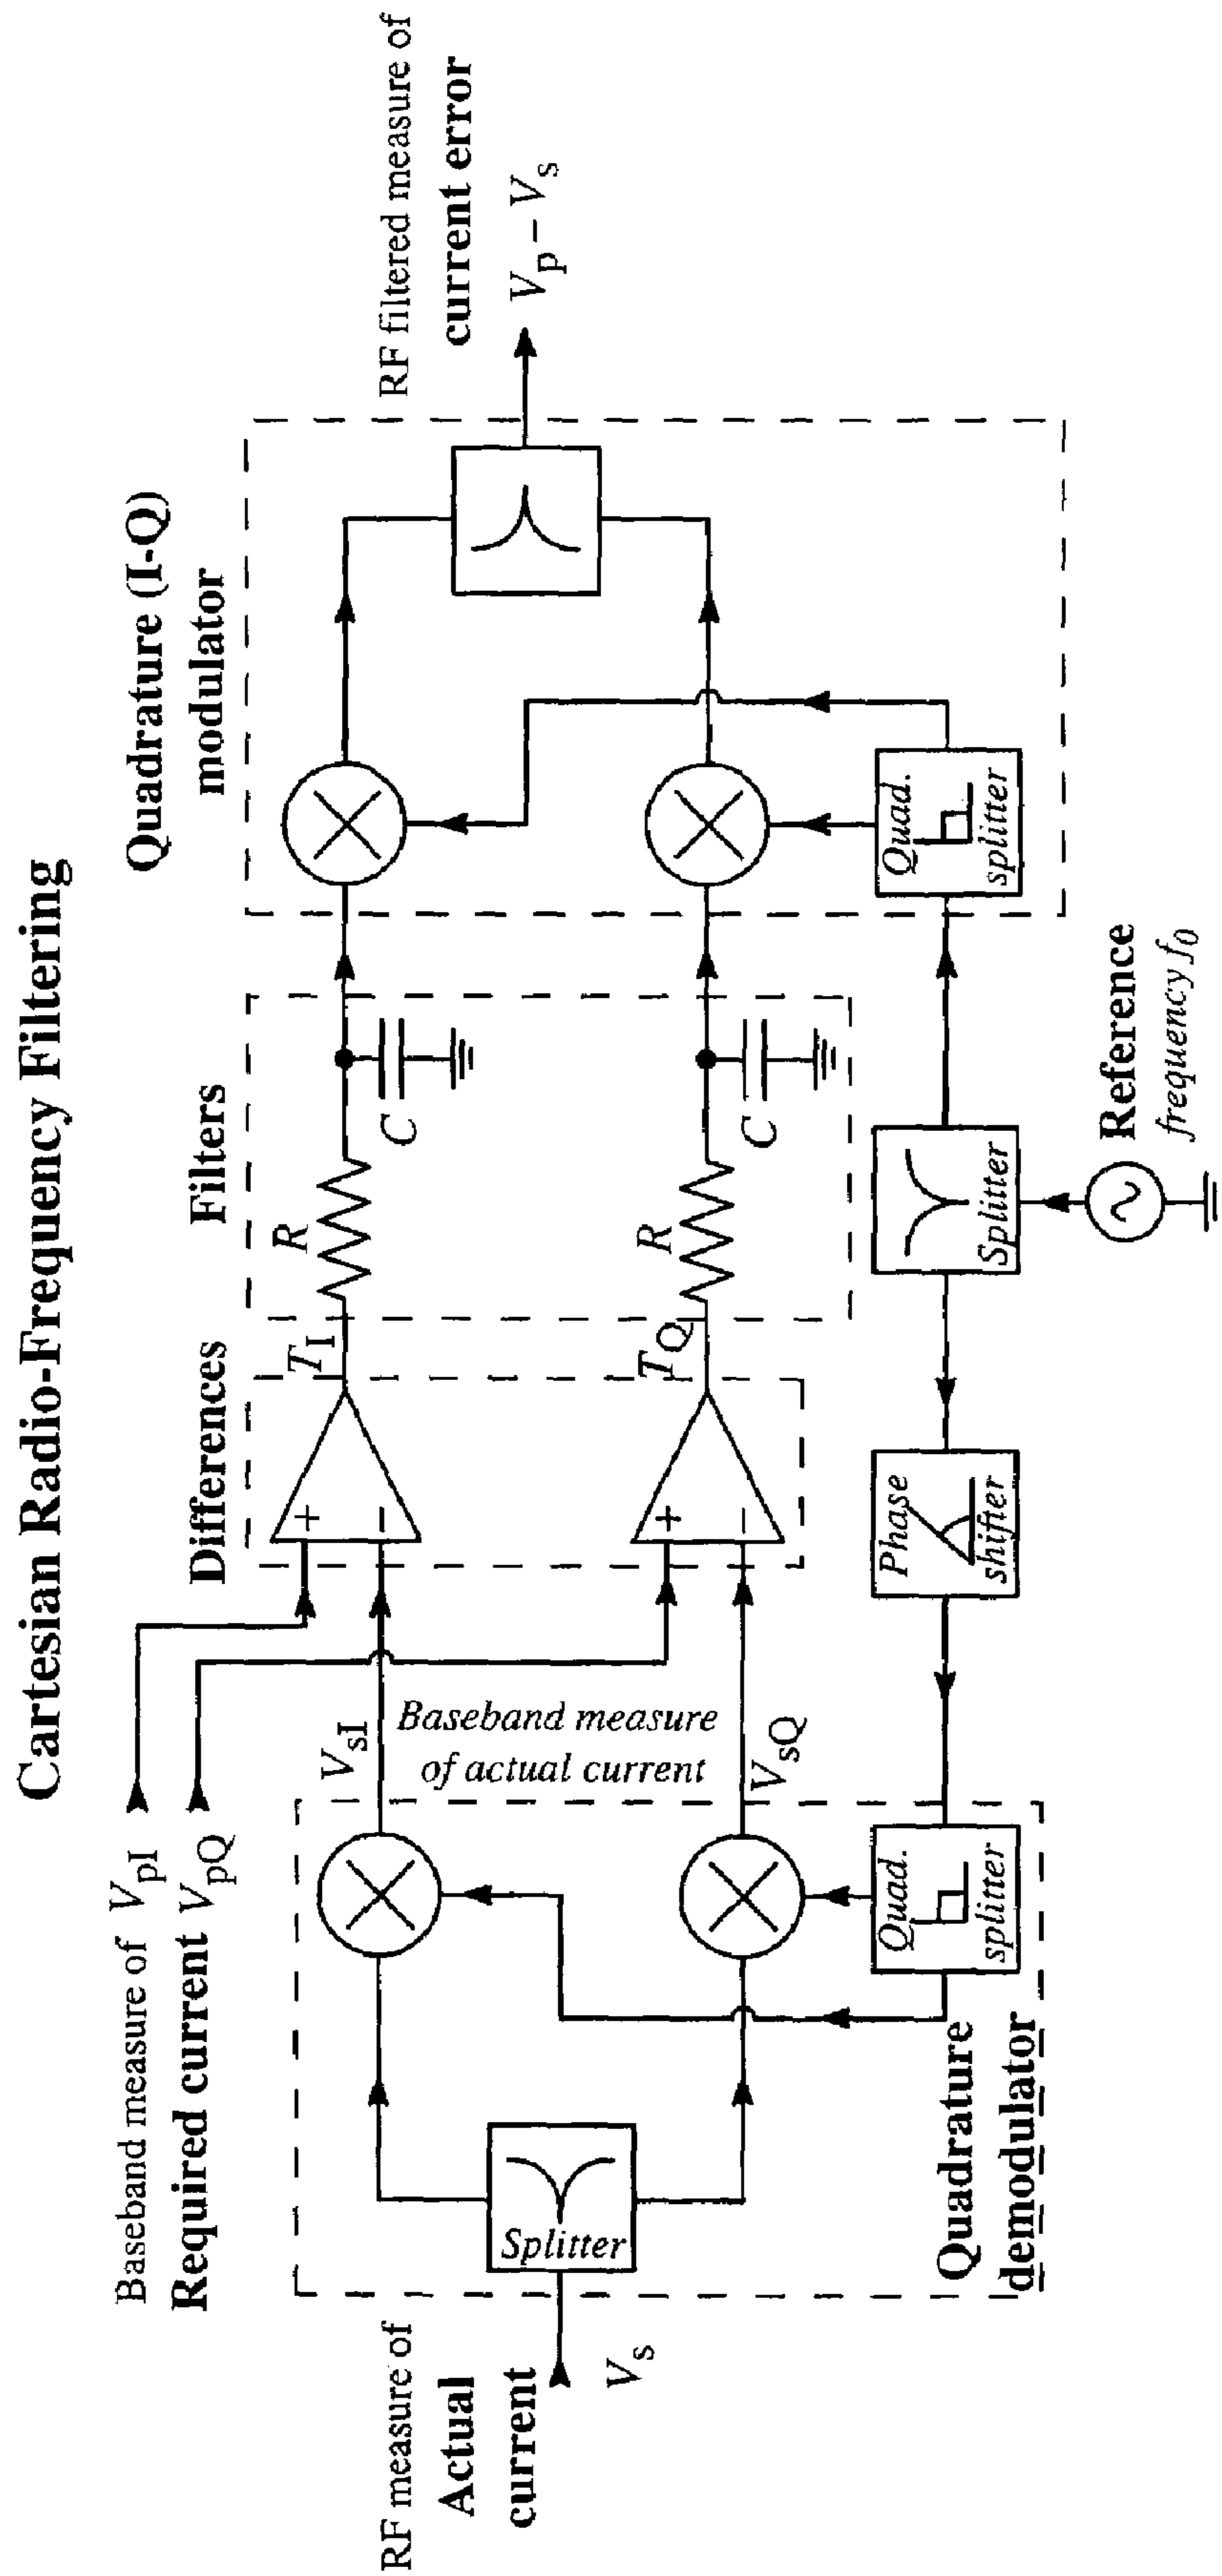 Cartesian Radio-Frequency Filtering
Baseband measure of V_pI
Required current V_pQ
Differences
Filters
Quadrature (I-Q)
modulator
RF measure of
Actual
current
V_s
Splitter
V_sI
Baseband measure
of actual current
V_sQ
Quad.
splitter
Quadrature
demodulator
+
−
T_I
+
−
T_Q
R
C
R
C
Phase
shifter
Splitter
Reference
frequency f_0
Quad.
splitter
RF filtered measure of
current error
V_p − V_s